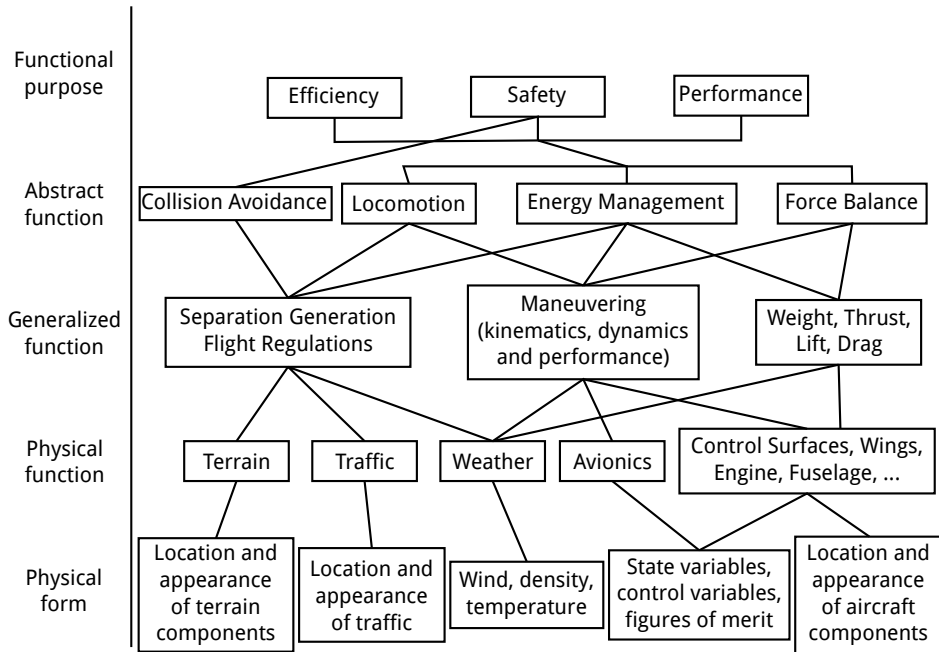 Functional
purpose
Efficiency
Safety
Performance
Abstract
function
Collision Avoidance
Locomotion
Energy Management
Force Balance
Generalized
function
Separation Generation
Flight Regulations
Maneuvering
(kinematics, dynamics
and performance)
Weight, Thrust,
Lift, Drag
Physical
function
Terrain
Traffic
Weather
Avionics
Control Surfaces, Wings,
Engine, Fuselage, ...
Physical
form
Location and
appearance
of terrain
components
Location and
appearance
of traffic
Wind, density,
temperature
State variables,
control variables,
figures of merit
Location and
appearance
of aircraft
components